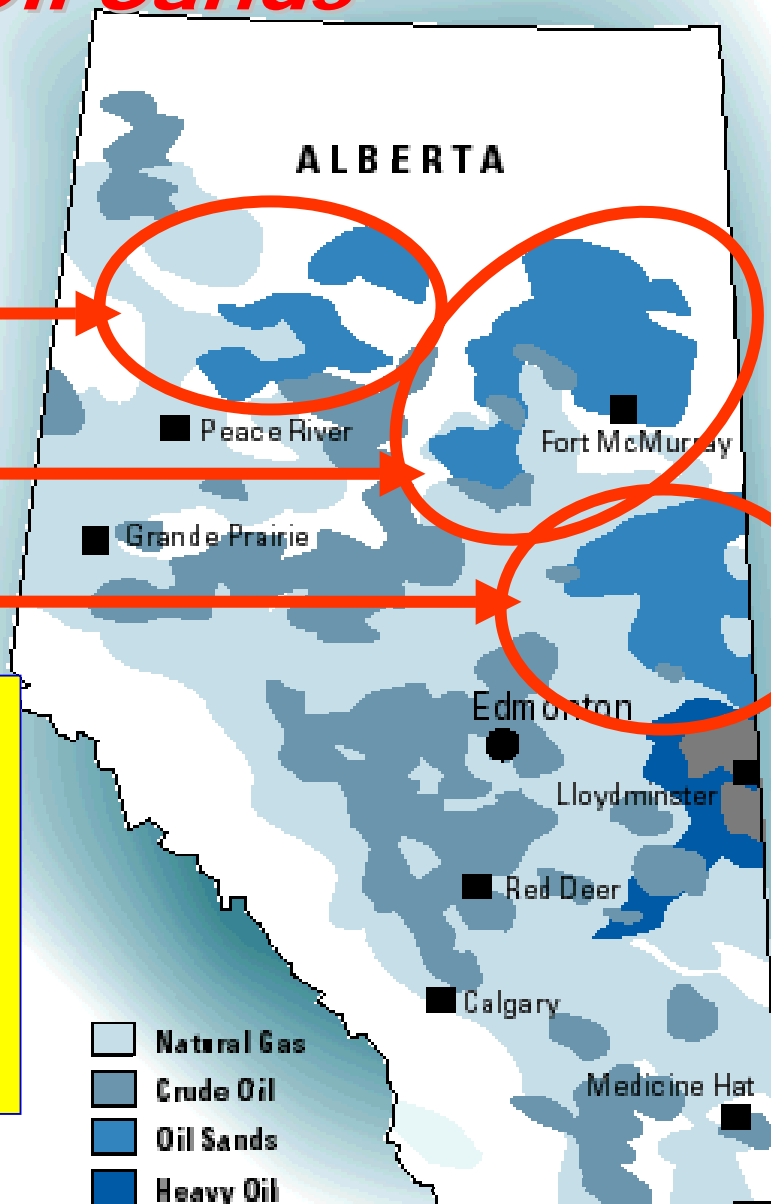 Sands
ALBERTA
Peace River
Fort McMurray
Grande Prairie
Edmonton
Lloydminster
Red Deer
Calgary
Natural Gas
Medicine Hat
Crude Oil
Oil Sands
Heavy Oil